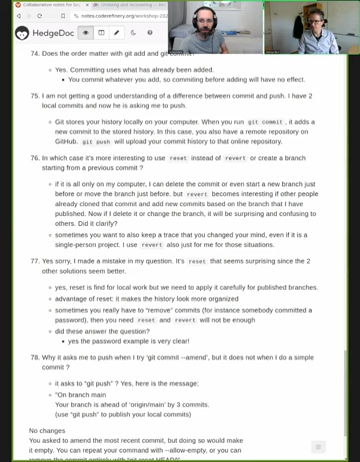 Collaborative notes for
notes.coderefinery.org/workshop-202
HedgeDoc
74. Does the order matter with git add and git commit?
Yes. Committing uses what has already been added.
You commit whatever you add, so commiting before adding will have no effect.
75. I am not getting a good understanding of a difference between commit and push. I have 2
local commits and now he is asking me to push.
Git stores your history locally on your computer. When you run git commit , it adds a
new commit to the stored history. In this case, you also have a remote repository on
GitHub. git push will upload your commit history to that online repository.
76. In which case it's more interesting to use reset instead of revert or create a branch
starting from a previous commit ?
if it is all only on my computer, I can delete the commit or even start a new branch just
before or move the branch just before. but revert becomes interesting if other people
already cloned that commit and add new commits based on the branch that I have
published. Now if I delete it or change the branch, it will be surprising and confusing to
others. Did it clarify?
sometimes you want to also keep a trace that you changed your mind, even if it is a
single-person project. I use revert also just for me for those situations.
77. Yes sorry, I made a mistake in my question. It's reset that seems surprising since the 2
other solutions seem better.
yes, reset is for local work but we need to apply it carefully for published branches.
advantage of reset: it makes the history look more organized
sometimes you really have to "remove" commits (for instance somebody committed a
password), then you need reset and revert will not be enough
did these answer the question?
yes the password example is very clear!
78. Why it asks me to push when I try 'git commit --amend', but it does not when I do a simple
commit ?
it asks to "git push" ? Yes, here is the message:
"On branch main
Your branch is ahead of 'origin/main' by 3 commits.
(use "git push" to publish your local commits)
No changes
You asked to amend the most recent commit, but doing so would make
it empty. You can repeat your command with --allow-empty, or you can
remove the commit entirely with "git reset HEAD^".